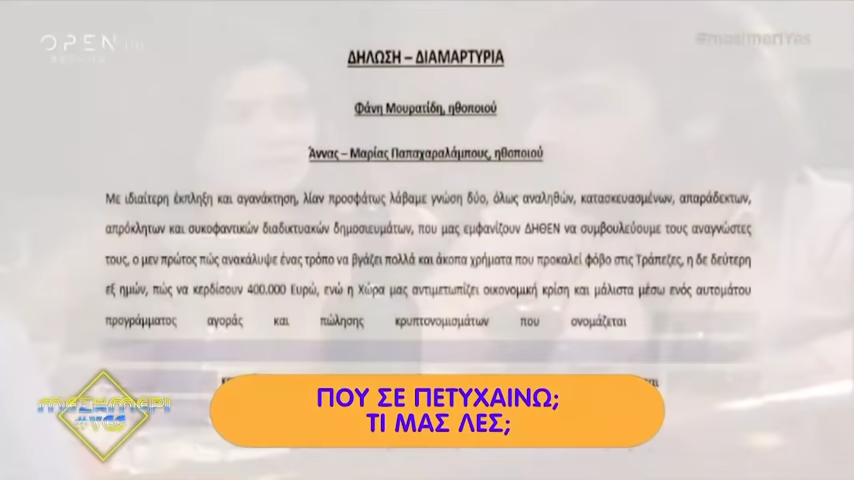 OPEN
#mesimeriYes
ΔΗΛΩΣΗ – ΔΙΑΜΑΡΤΥΡΙΑ
Φάνη Μουρατίδη, ηθοποιού
Άννας – Μαρίας Παπαχαραλάμπους, ηθοποιού
Με ιδιαίτερη έκπληξη και αγανάκτηση, λίαν προσφάτως λάβαμε γνώση δύο, όλως αναληθών, κατασκευασμένων, απαράδεκτων,
απρόκλητων και συκοφαντικών διαδικτυακών δημοσιευμάτων, που μας εμφανίζουν ΔΗΘΕΝ να συμβουλεύουμε τους αναγνώστες
τους, ο μεν πρώτος πώς ανακάλυψε ένας τρόπο να βγάζει πολλά και άκοπα χρήματα που προκαλεί φόβο στις Τράπεζες, η δε δεύτερη
εξ ημών, πώς να κερδίσουν 400.000 Ευρώ, ενώ η Χώρα μας αντιμετωπίζει οικονομική κρίση και μάλιστα μέσω ενός αυτομάτου
προγράμματος αγοράς και πώλησης κρυπτονομισμάτων που ονομάζεται
ΜΕΣΗΜΕΡΙ
#YES
ΠΟΥ ΣΕ ΠΕΤΥΧΑΙΝΩ;
ΤΙ ΜΑΣ ΛΕΣ;